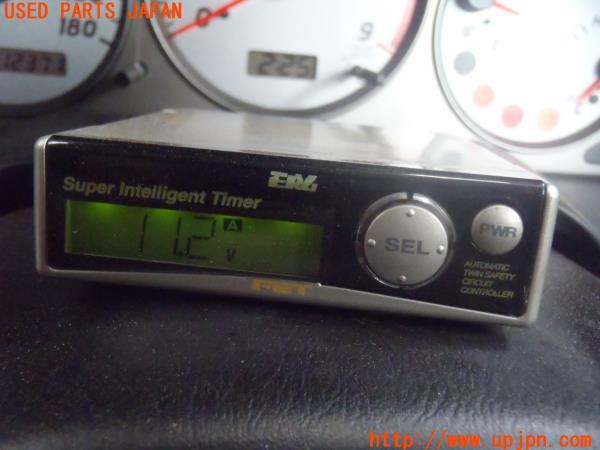 USED PARTS JAPAN
180
0
9
225
Super Intelligent Timer
SEL
PWR
11.2 A
V
FET
AUTOMATIC
TWIN SAFETY
CIRCUIT
CONTROLLER
http://www.upjpn.com/